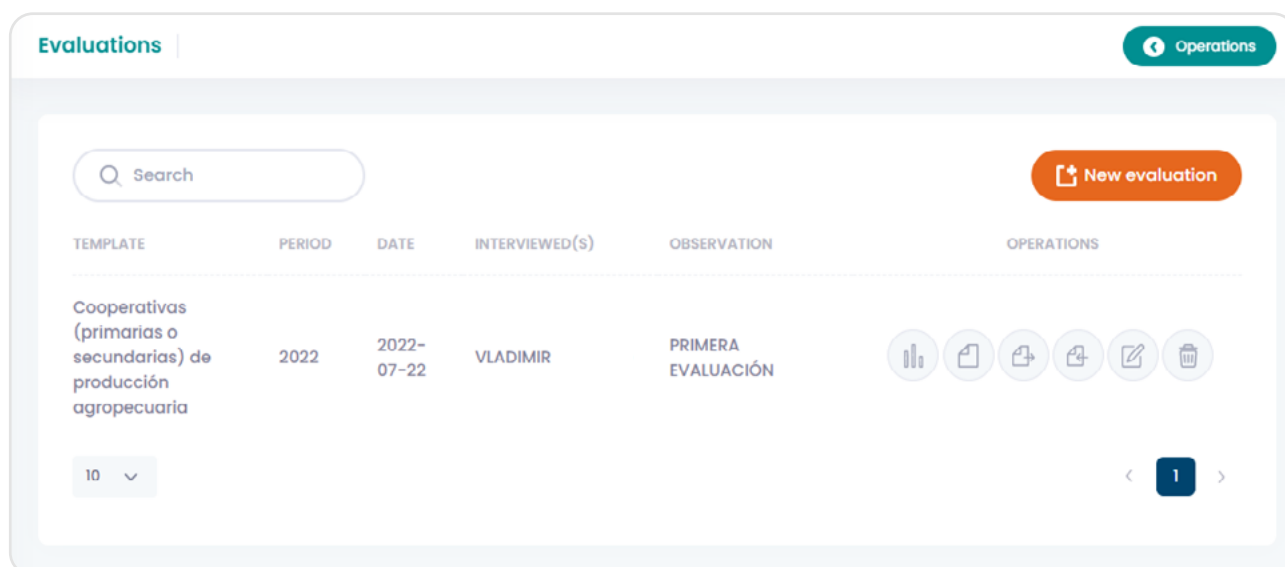 Evaluations
Operations
Search
New evaluation
TEMPLATE PERIOD DATE INTERVIEWED(S) OBSERVATION OPERATIONS
Cooperativas
(primarias o
secundarias) de
producción
agropecuaria
2022
2022-
07-22
VLADIMIR
PRIMERA
EVALUACIÓN
10
1